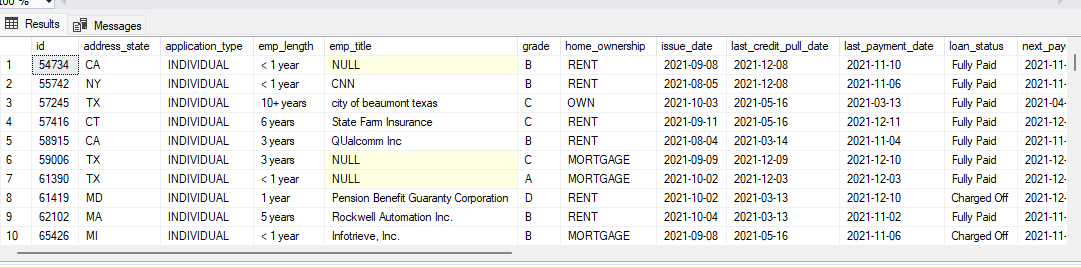 100 %
Results Messages
id address_state application_type emp_length emp_title grade home_ownership issue_date last_credit_pull_date last_payment_date loan_status next_pay
1 54734 CA INDIVIDUAL < 1 year NULL B RENT 2021-09-08 2021-12-08 2021-11-10 Fully Paid 2021-11-
2 55742 NY INDIVIDUAL < 1 year CNN B RENT 2021-08-05 2021-12-08 2021-11-06 Fully Paid 2021-11-
3 57245 TX INDIVIDUAL 10+ years city of beaumont texas C OWN 2021-10-03 2021-05-16 2021-03-13 Fully Paid 2021-04-
4 57416 CT INDIVIDUAL 6 years State Farm Insurance C RENT 2021-09-11 2021-05-16 2021-12-11 Fully Paid 2021-12-
5 58915 CA INDIVIDUAL 3 years QUalcomm Inc B RENT 2021-08-04 2021-03-14 2021-11-04 Fully Paid 2021-11-
6 59006 TX INDIVIDUAL 3 years NULL C MORTGAGE 2021-09-09 2021-12-09 2021-12-10 Fully Paid 2021-12-
7 61390 TX INDIVIDUAL < 1 year NULL A MORTGAGE 2021-10-02 2021-12-03 2021-12-03 Fully Paid 2021-12-
8 61419 MD INDIVIDUAL 1 year Pension Benefit Guaranty Corporation D RENT 2021-10-02 2021-03-13 2021-12-10 Charged Off 2021-12-
9 62102 MA INDIVIDUAL 5 years Rockwell Automation Inc. B RENT 2021-10-04 2021-03-13 2021-11-02 Fully Paid 2021-11-
10 65426 MI INDIVIDUAL < 1 year Infotrieve, Inc. B MORTGAGE 2021-09-08 2021-05-16 2021-11-06 Charged Off 2021-11-